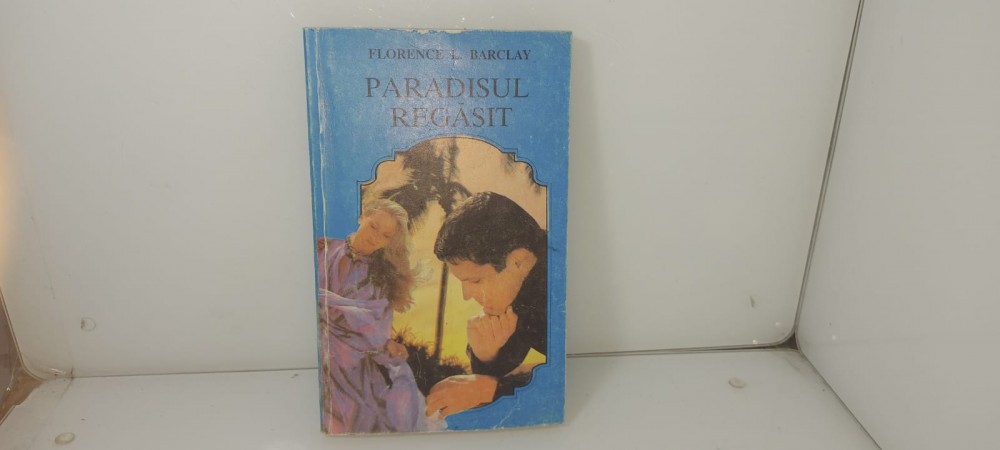 FLORENCE L. BARCLAY
PARADISUL
REGĂSIT